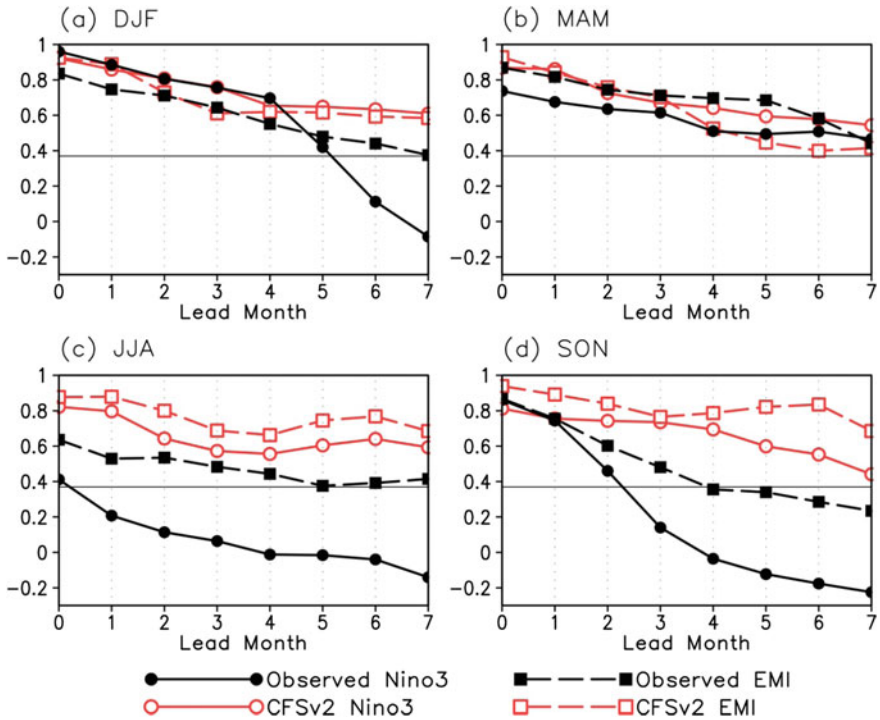 (a) DJF
(b) MAM
1
0.8
0.6
0.4
0.2
0
−0.2
0 1 2 3 4 5 6 7
Lead Month
1
0.8
0.6
0.4
0.2
0
−0.2
0 1 2 3 4 5 6 7
Lead Month
(c) JJA
(d) SON
1
0.8
0.6
0.4
0.2
0
−0.2
0 1 2 3 4 5 6 7
Lead Month
1
0.8
0.6
0.4
0.2
0
−0.2
0 1 2 3 4 5 6 7
Lead Month
Observed Nino3
Observed EMI
CFSv2 Nino3
CFSv2 EMI